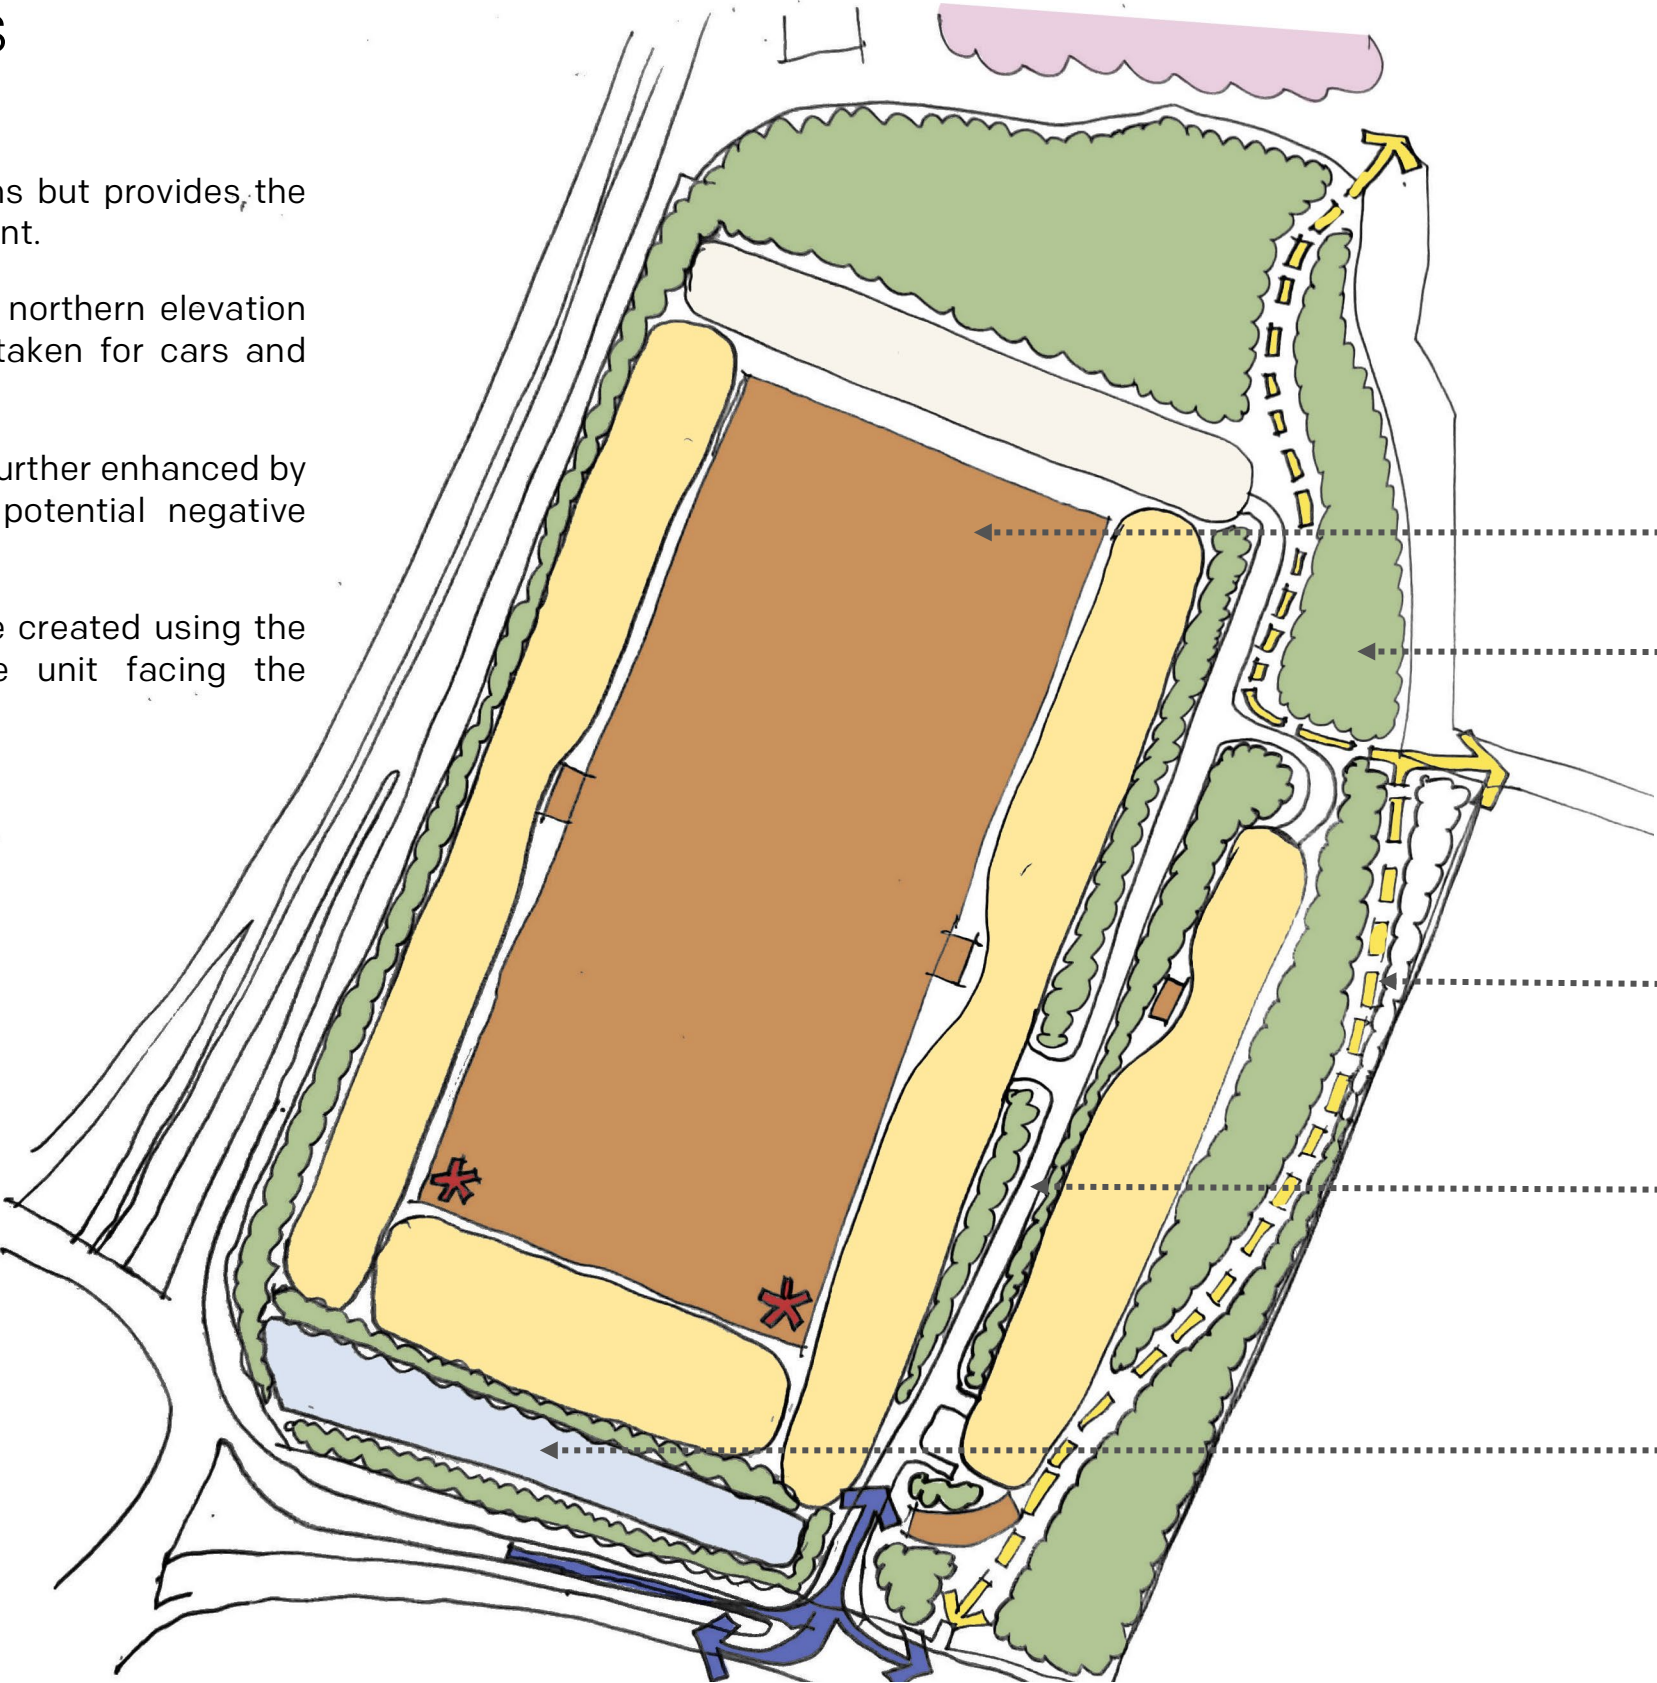 s
ns but provides the
nt.
northern elevation
taken for cars and
urther enhanced by
potential negative
e created using the
e unit facing the